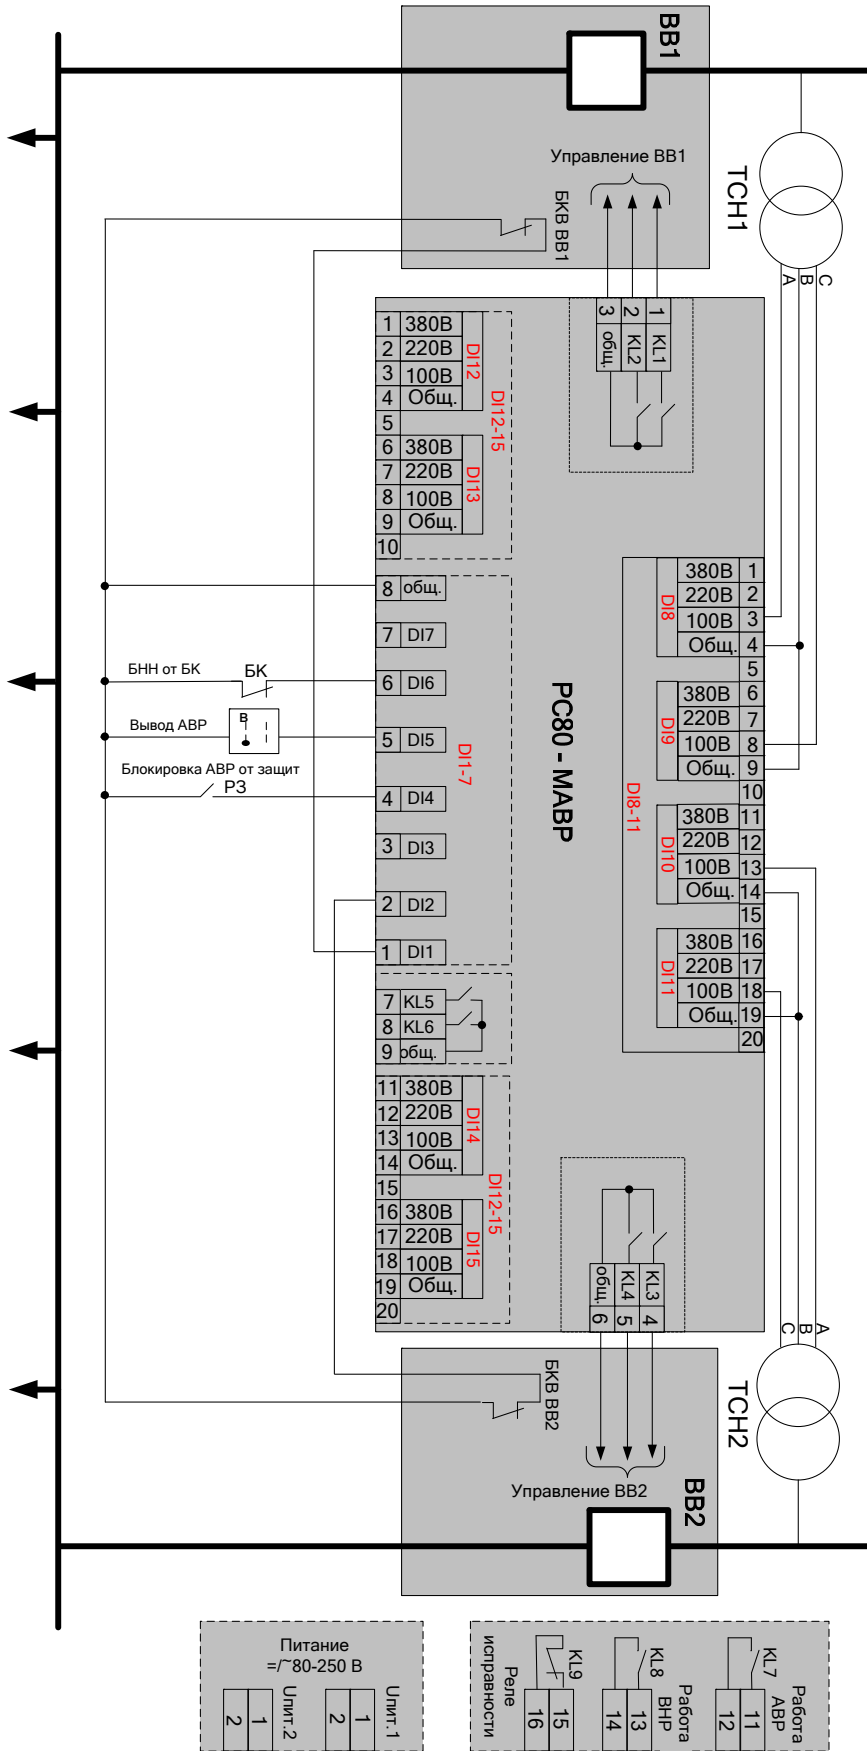 ВВ1
Управление ВВ1
БКВ ВВ1
ТСН1
C
B
A
3 общ.
2 KL2
1 KL1
1 380В
2 220В
3 100В
4 Общ.
5
6 380В
7 220В
8 100В
9 Общ.
10
DI12
DI13
DI12-15
8 общ.
7 DI7
6 DI6
5 DI5
4 DI4
3 DI3
2 DI2
1 DI1
DI1-7
БНН от БК
БК
Вывод АВР
В
Блокировка АВР от защит
РЗ
РС80 - МАВР
380В 1
220В 2
100В 3
Общ. 4
5
380В 6
220В 7
100В 8
Общ. 9
10
380В 11
220В 12
100В 13
Общ. 14
15
380В 16
220В 17
100В 18
Общ. 19
20
DI8
DI9
DI10
DI11
DI8-11
7 KL5
8 KL6
9 общ.
11 380В
12 220В
13 100В
14 Общ.
15
16 380В
17 220В
18 100В
19 Общ.
20
DI14
DI15
DI12-15
общ. 6
KL4 5
KL3 4
A
B
C
ТСН2
БКВ ВВ2
Управление ВВ2
ВВ2
Питание
=/~80-250 В
Uпит.1
1
2
Uпит.2
1
2
Работа
АВР
KL7
11
12
Работа
ВНР
KL8
13
14
Реле
исправности
KL9
15
16